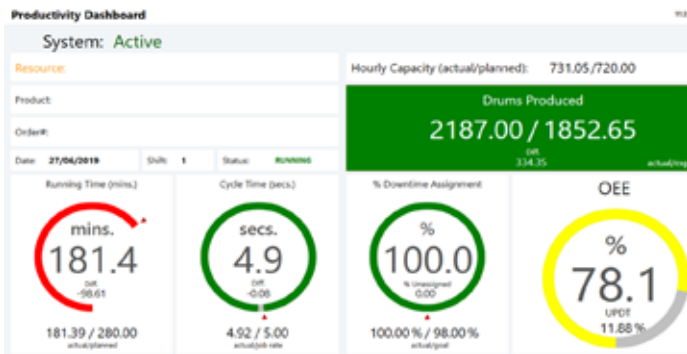 Productivity Dashboard
System: Active
Resource:
Hourly Capacity (actual/planned): 731.05/720.00
Product:
Order#:
Drums Produced
2187.00 / 1852.65
Diff.
334.35
Date: 27/06/2019 Shift: 1 Status: RUNNING
Running Time (mins.)
mins.
181.4
Diff.
-98.61
181.39 / 280.00
actual/planned
Cycle Time (secs.)
secs.
4.9
Diff.
-0.08
4.92 / 5.00
actual/job rate
% Downtime Assignment
%
100.0
% Unassigned
0.00
100.00 % / 98.00 %
actual/goal
OEE
%
78.1
UPDT
11.88 %